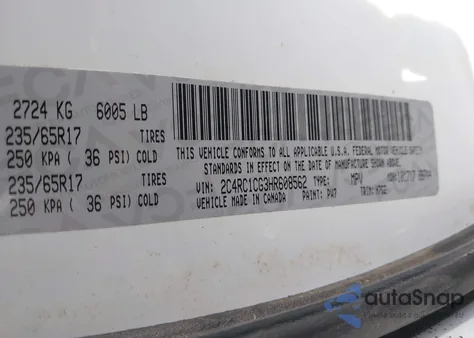 2724 KG 6005 LB
235/65R17 TIRES
250 KPA ( 36 PSI) COLD
235/65R17 TIRES
250 KPA ( 36 PSI) COLD
THIS VEHICLE CONFORMS TO ALL APPLICABLE U.S.A. FEDERAL MOTOR VEHICLE SAFETY
STANDARDS IN EFFECT ON THE DATE OF MANUFACTURE SHOWN ABOVE.
VIN: 2C4RC1CG3HR608562 MPV
VEHICLE MADE IN CANADA PAINT: PW7 TRIM:
autoSnap